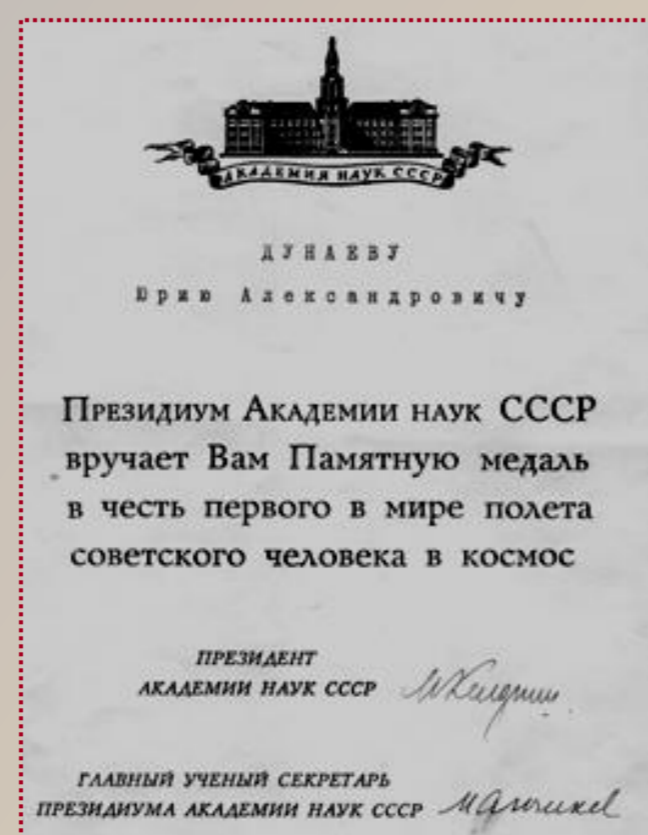 АКАДЕМИЯ НАУК СССР
ДУНАЕВУ
Юрию Александровичу
Президиум Академии наук СССР
вручает Вам Памятную медаль
в честь первого в мире полета
советского человека в космос
ПРЕЗИДЕНТ
АКАДЕМИИ НАУК СССР М Келдыш
ГЛАВНЫЙ УЧЕНЫЙ СЕКРЕТАРЬ
ПРЕЗИДИУМА АКАДЕМИИ НАУК СССР